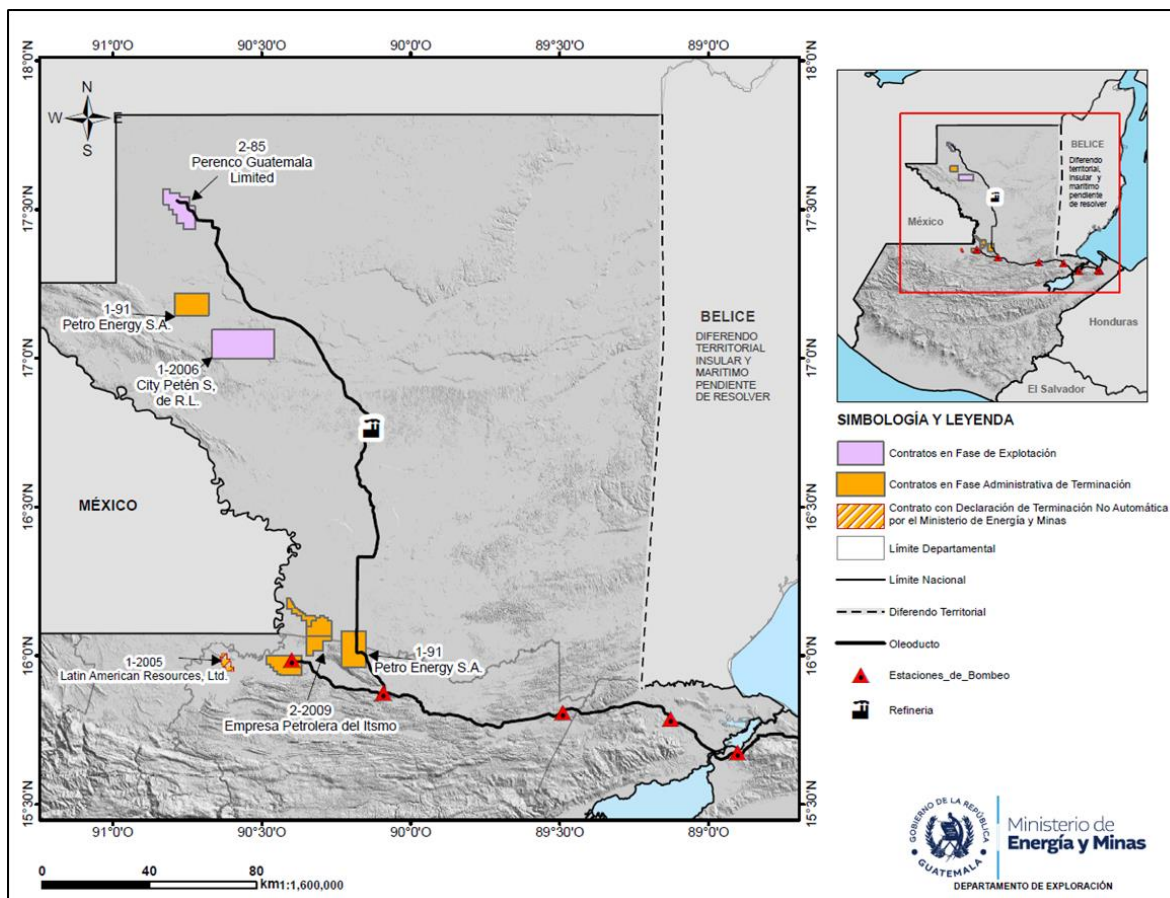 91°0'O
90°30'O
90°0'O
89°30'O
89°0'O
18°0'N
17°30'N
17°0'N
16°30'N
16°0'N
15°30'N
N
W
E
S
2-85
Perenco Guatemala
Limited
1-91
Petro Energy S.A.
1-2006
City Petén S,
de R.L.
MÉXICO
BELICE
DIFERENDO
TERRITORIAL
INSULAR Y
MARITIMO
PENDIENTE
DE RESOLVER
1-2005
Latin American Resources, Ltd.
2-2009
Empresa Petrolera del Itsmo
1-91
Petro Energy S.A.
18°0'N
17°30'N
17°0'N
16°30'N
16°0'N
15°30'N
91°0'O
90°30'O
90°0'O
89°30'O
89°0'O
0
40
80
km
1:1,600,000
BELICE
Diferendo
territorial,
insular y
marítimo
pendiente
de resolver
México
Honduras
El Salvador
SIMBOLOGÍA Y LEYENDA
Contratos en Fase de Explotación
Contratos en Fase Administrativa de Terminación
Contrato con Declaración de Terminación No Automática
por el Ministerio de Energía y Minas
Límite Departamental
Límite Nacional
Diferendo Territorial
Oleoducto
Estaciones_de_Bombeo
Refineria
GOBIERNO DE LA REPÚBLICA
GUATEMALA
Ministerio de
Energía y Minas
DEPARTAMENTO DE EXPLORACIÓN